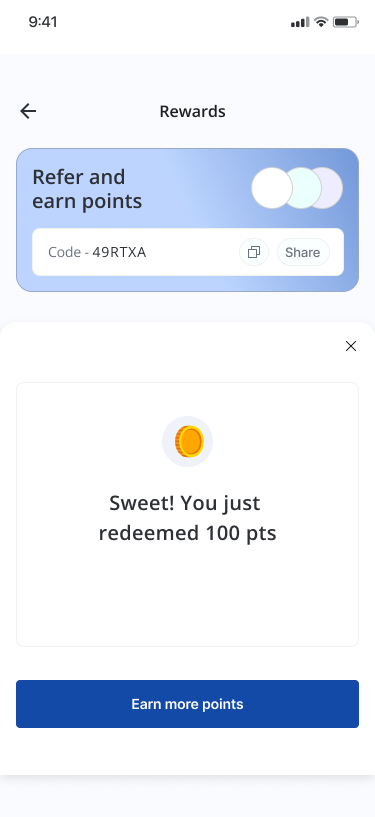 9:41
Rewards
Refer and
earn points
Code - 49RTXA
Share
Sweet! You just
redeemed 100 pts
Earn more points